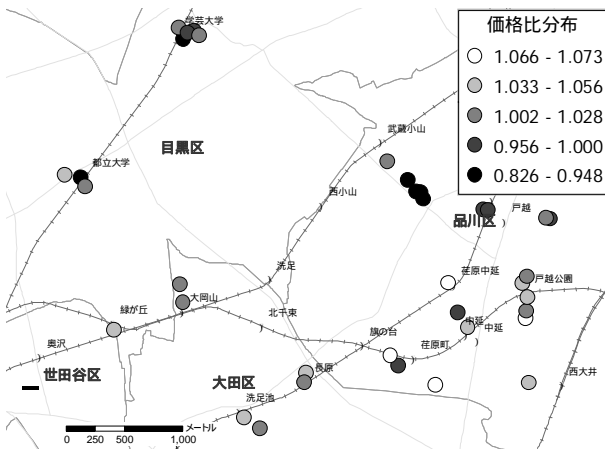 価格比分布
1.066 - 1.073
1.033 - 1.056
1.002 - 1.028
0.956 - 1.000
0.826 - 0.948
学芸大学
武蔵小山
目黒区
都立大学
西小山
戸越
品川区
洗足
荏原中延
戸越公園
大岡山
緑が丘
北千束
中延
中延
旗の台
荏原町
奥沢
長原
西大井
世田谷区
大田区
洗足池
メートル
0 250 500 1,000